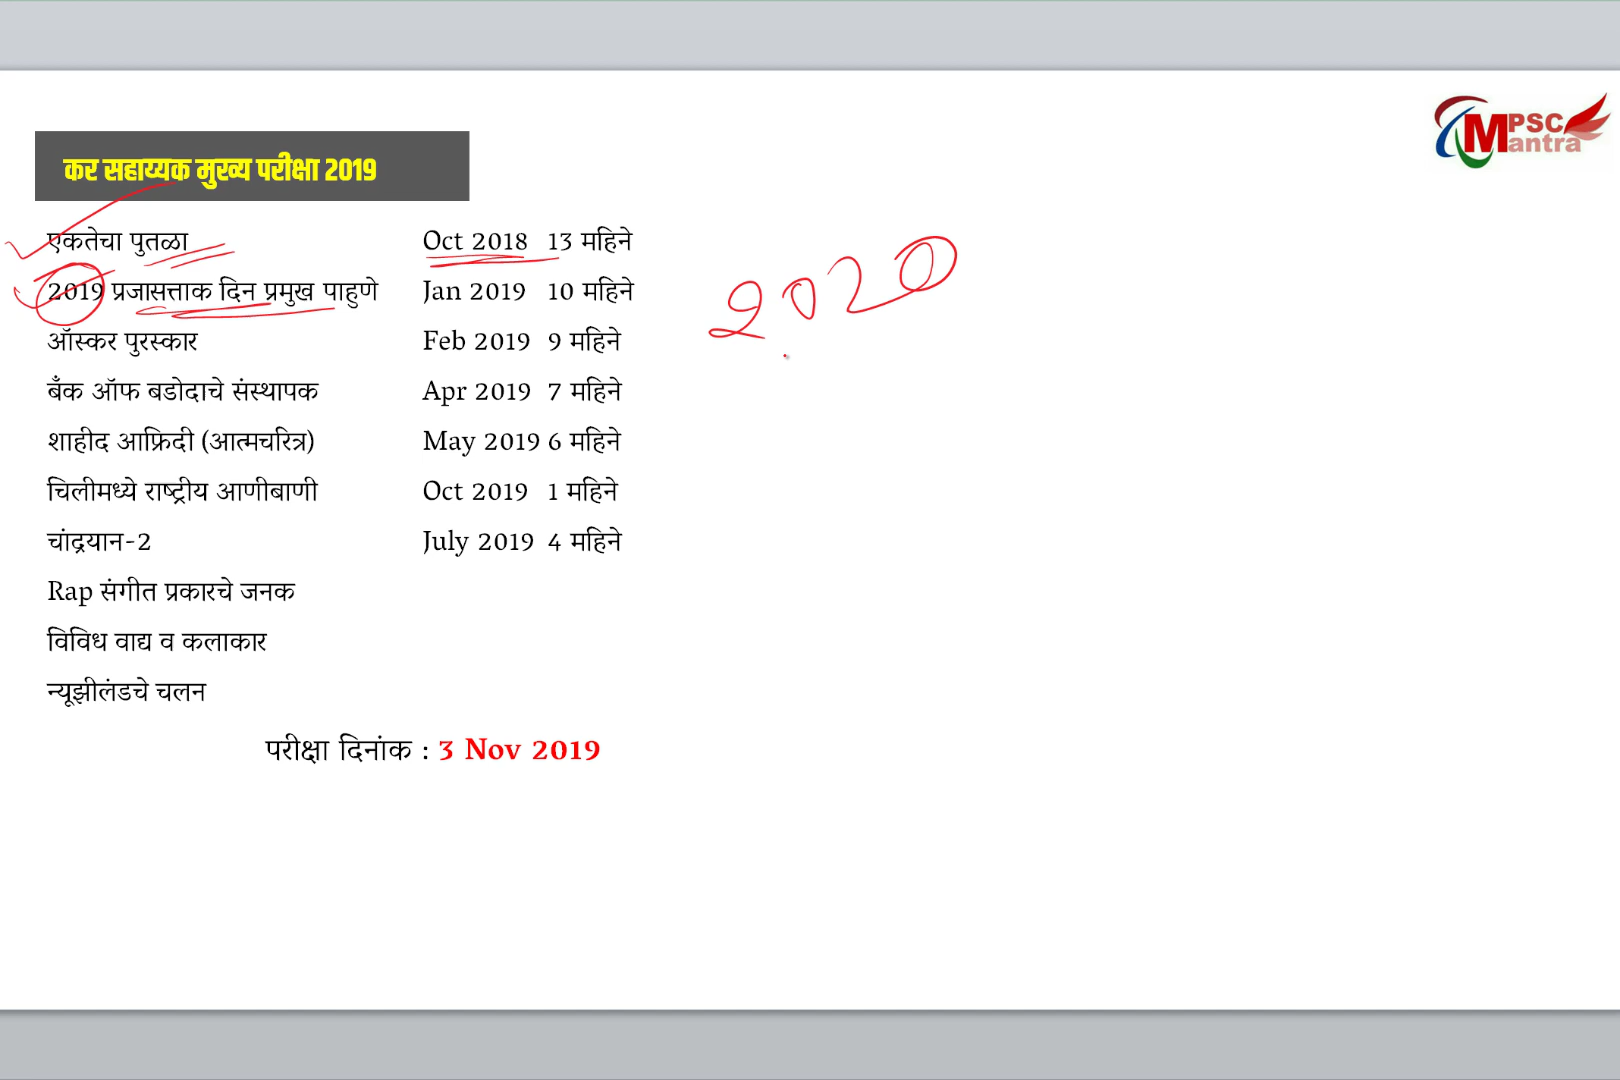 MPSC Mantra
कर सहाय्यक मुख्य परीक्षा 2019
एकतेचा पुतळा Oct 2018 13 महिने
2019 प्रजासत्ताक दिन प्रमुख पाहुणे Jan 2019 10 महिने
2020
ऑस्कर पुरस्कार Feb 2019 9 महिने
बँक ऑफ बडोदाचे संस्थापक Apr 2019 7 महिने
शाहीद आफ्रिदी (आत्मचरित्र) May 2019 6 महिने
चिलीमध्ये राष्ट्रीय आणीबाणी Oct 2019 1 महिने
चांद्रयान-2 July 2019 4 महिने
Rap संगीत प्रकारचे जनक
विविध वाद्य व कलाकार
न्यूझीलंडचे चलन
परीक्षा दिनांक : 3 Nov 2019